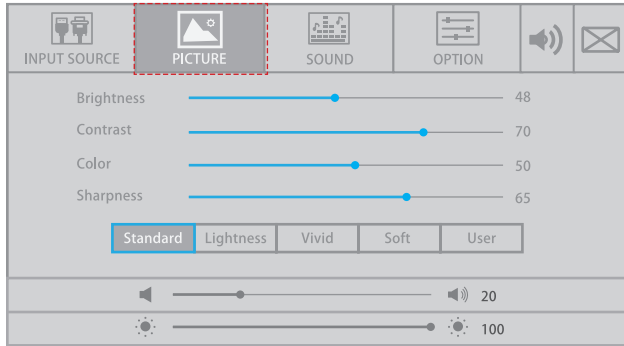 INPUT SOURCE PICTURE SOUND OPTION
Brightness 48
Contrast 70
Color 50
Sharpness 65
Standard Lightness Vivid Soft User
20
100